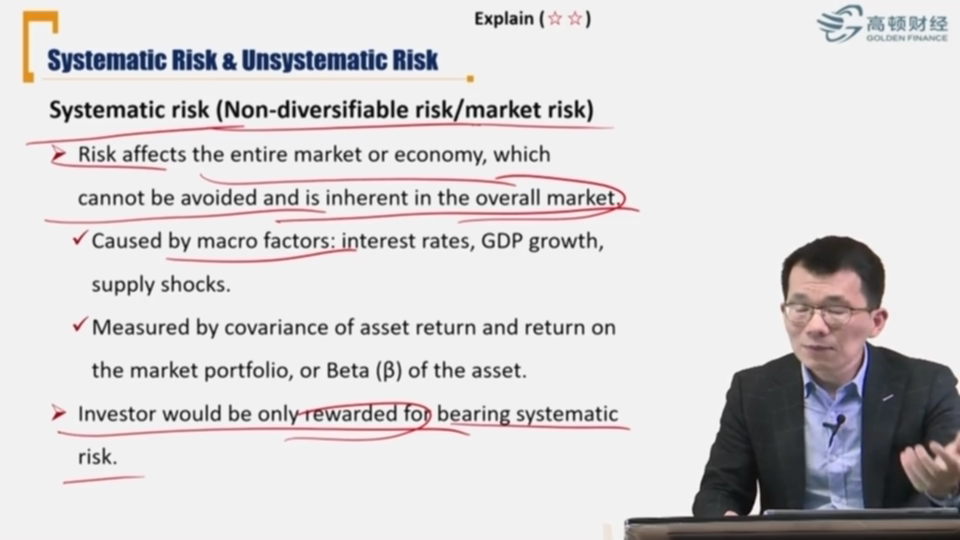 Explain (☆☆)
高顿财经
GOLDEN FINANCE
Systematic Risk & Unsystematic Risk
Systematic risk (Non-diversifiable risk/market risk)
➢ Risk affects the entire market or economy, which
cannot be avoided and is inherent in the overall market.
✓ Caused by macro factors: interest rates, GDP growth,
supply shocks.
✓ Measured by covariance of asset return and return on
the market portfolio, or Beta (β) of the asset.
➢ Investor would be only rewarded for bearing systematic
risk.